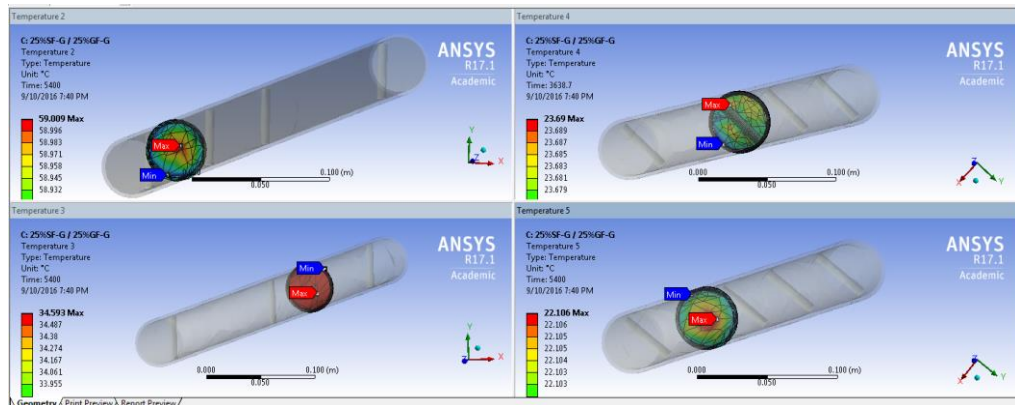 Temperature 2
C: 25%SF-G / 25%GF-G
Temperature 2
Type: Temperature
Unit: °C
Time: 5400
9/10/2016 7:40 PM
59.009 Max
58.996
58.983
58.971
58.958
58.945
58.932
Max
Min
0.000
0.100 (m)
0.050
ANSYS
R17.1
Academic
Y
Z
X
Temperature 4
C: 25%SF-G / 25%GF-G
Temperature 4
Type: Temperature
Unit: °C
Time: 3638.7
9/10/2016 7:40 PM
23.69 Max
23.689
23.687
23.685
23.683
23.681
23.679
Max
Min
0.000
0.100 (m)
0.050
ANSYS
R17.1
Academic
Z
X
Y
Temperature 3
C: 25%SF-G / 25%GF-G
Temperature 3
Type: Temperature
Unit: °C
Time: 5400
9/10/2016 7:40 PM
34.593 Max
34.487
34.38
34.274
34.167
34.061
33.955
Min
Max
0.000
0.100 (m)
0.050
ANSYS
R17.1
Academic
Y
Z
X
Temperature 5
C: 25%SF-G / 25%GF-G
Temperature 5
Type: Temperature
Unit: °C
Time: 5400
9/10/2016 7:40 PM
22.106 Max
22.106
22.105
22.105
22.104
22.103
22.103
Min
Max
0.000
0.100 (m)
0.050
ANSYS
R17.1
Academic
Z
X
Y
Geometry / Print Preview / Report Preview /